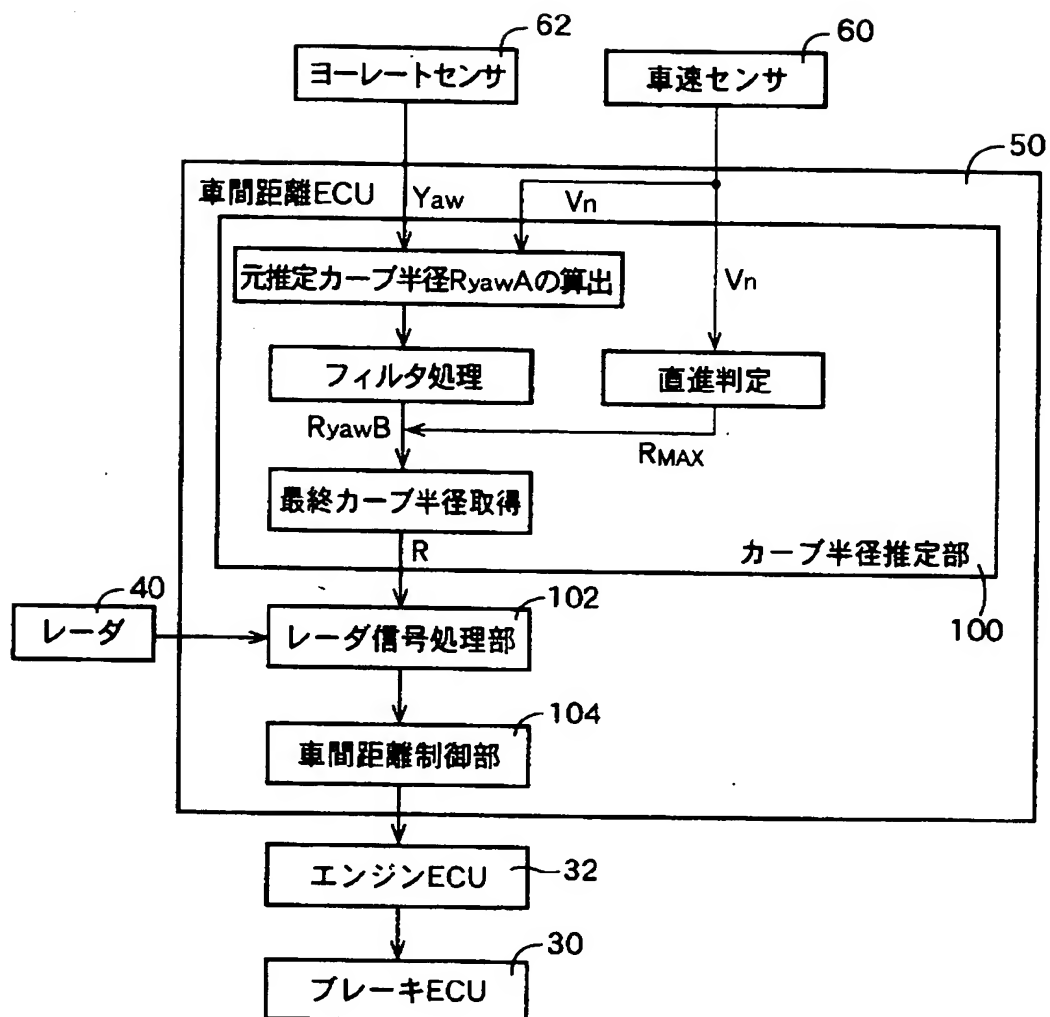 62
60
ヨーレートセンサ
車速センサ
50
車間距離ECU
Yaw
Vn
元推定カーブ半径RyawAの算出
Vn
フィルタ処理
直進判定
RyawB
RMAX
最終カーブ半径取得
R
カーブ半径推定部
40
102
100
レーダ
レーダ信号処理部
104
車間距離制御部
エンジンECU
32
30
ブレーキECU